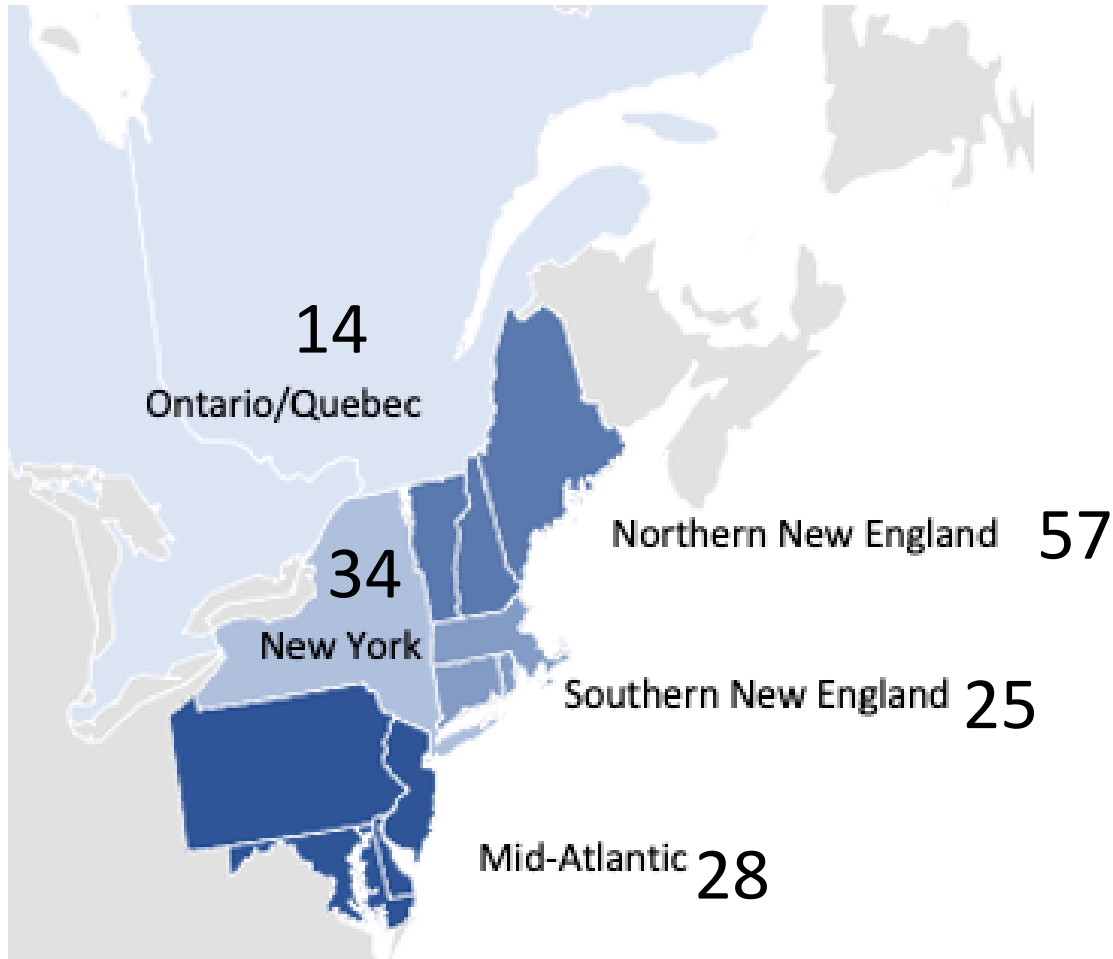 14
Ontario/Quebec
Northern New England 57
34
New York
Southern New England 25
Mid-Atlantic 28